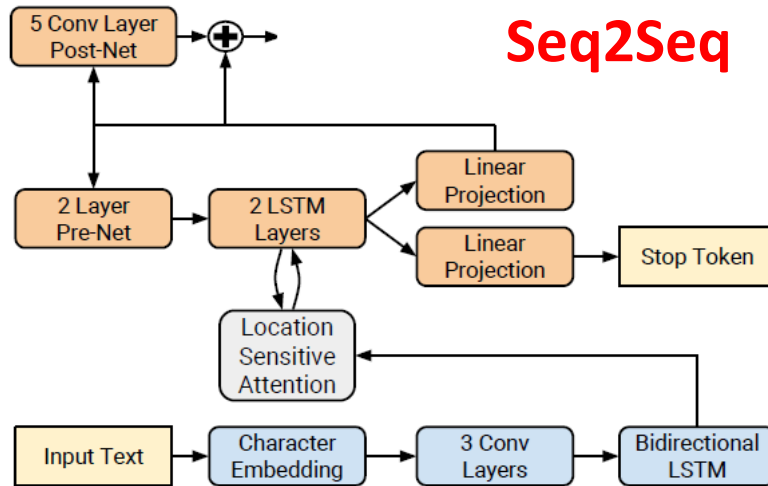 5 Conv Layer
Post-Net
Seq2Seq
Linear
Projection
2 Layer
Pre-Net
2 LSTM
Layers
Linear
Projection
Stop Token
Location
Sensitive
Attention
Input Text
Character
Embedding
3 Conv
Layers
Bidirectional
LSTM